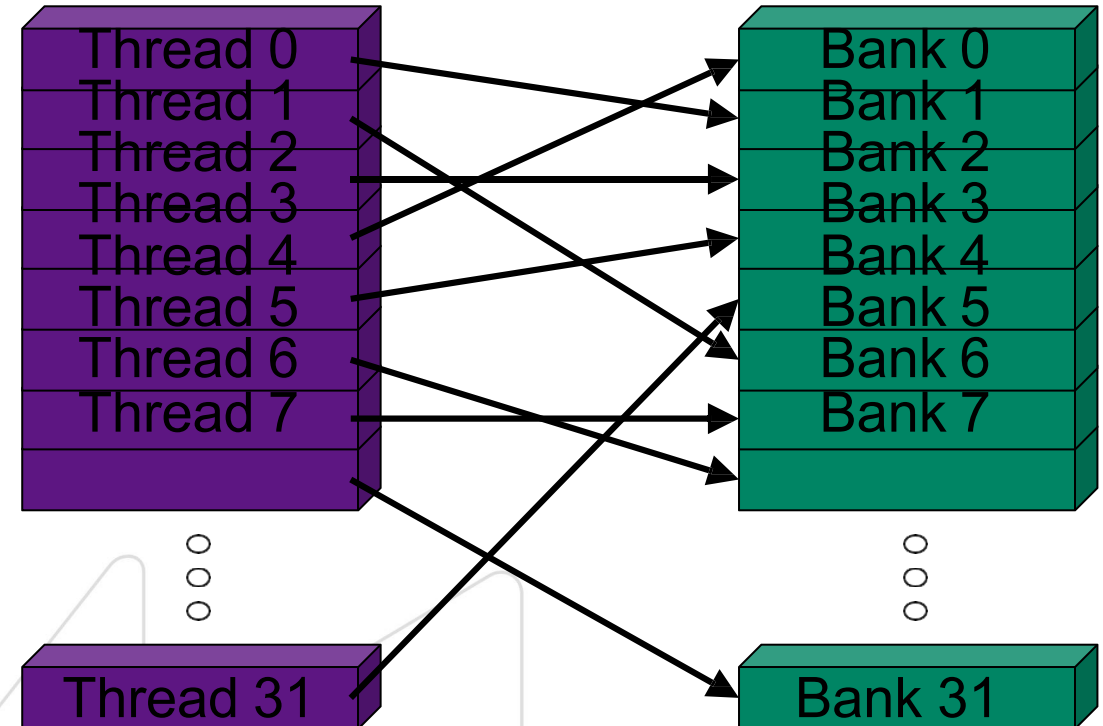 Thread 0
Thread 1
Thread 2
Thread 3
Thread 4
Thread 5
Thread 6
Thread 7
Thread 31
Bank 0
Bank 1
Bank 2
Bank 3
Bank 4
Bank 5
Bank 6
Bank 7
Bank 31